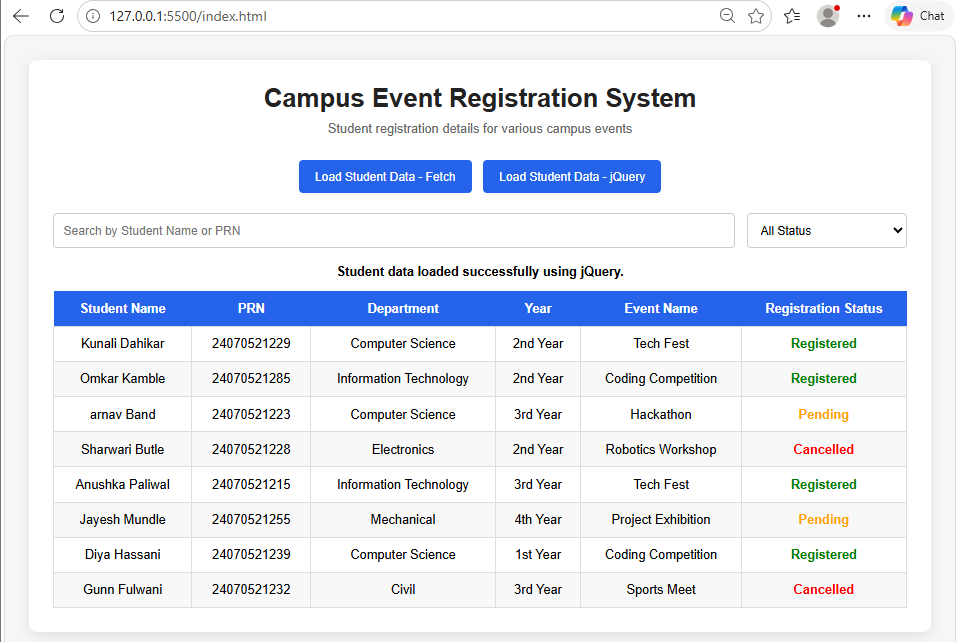 127.0.0.1:5500/index.html
Chat
Campus Event Registration System
Student registration details for various campus events
Load Student Data - Fetch Load Student Data - jQuery
Search by Student Name or PRN All Status
Student data loaded successfully using jQuery.
Student Name PRN Department Year Event Name Registration Status
Kunali Dahikar 24070521229 Computer Science 2nd Year Tech Fest Registered
Omkar Kamble 24070521285 Information Technology 2nd Year Coding Competition Registered
arnav Band 24070521223 Computer Science 3rd Year Hackathon Pending
Sharwari Butle 24070521228 Electronics 2nd Year Robotics Workshop Cancelled
Anushka Paliwal 24070521215 Information Technology 3rd Year Tech Fest Registered
Jayesh Mundle 24070521255 Mechanical 4th Year Project Exhibition Pending
Diya Hassani 24070521239 Computer Science 1st Year Coding Competition Registered
Gunn Fulwani 24070521232 Civil 3rd Year Sports Meet Cancelled